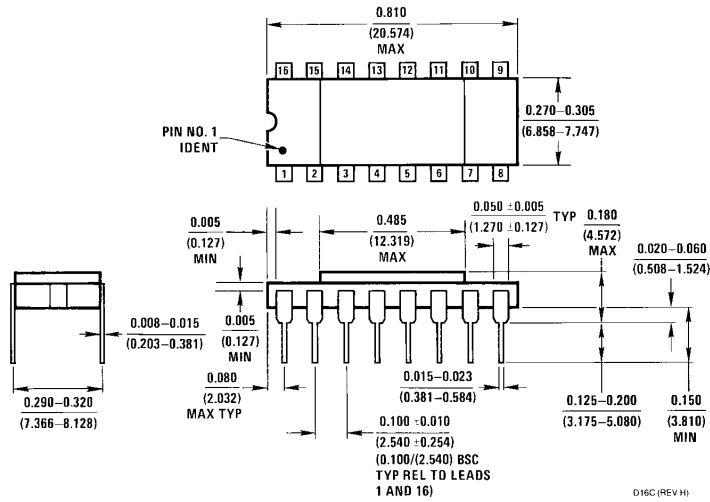 0.810
(20.574)
MAX
16 15 14 13 12 11 10 9
0.270–0.305
(6.858–7.747)
PIN NO. 1
IDENT
1 2 3 4 5 6 7 8
0.005
(0.127)
MIN
0.485
(12.319)
MAX
0.050 ±0.005
(1.270 ±0.127)
TYP
0.180
(4.572)
MAX
0.020–0.060
(0.508–1.524)
0.008–0.015
(0.203–0.381)
0.005
(0.127)
MIN
0.290–0.320
(7.366–8.128)
0.080
(2.032)
MAX TYP
0.015–0.023
(0.381–0.584)
0.125–0.200
(3.175–5.080)
0.150
(3.810)
MIN
0.100 ±0.010
(2.540 ±0.254)
(0.100/(2.540) BSC
TYP REL TO LEADS
1 AND 16)
D16C (REV H)